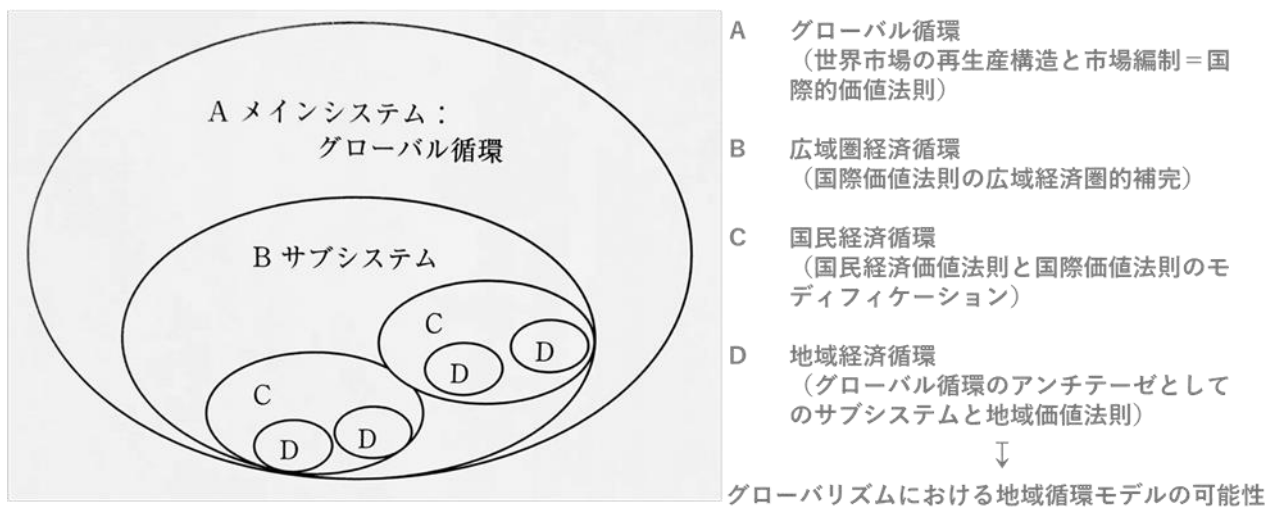 A メインシステム：
グローバル循環
B サブシステム
C
D
D
C
D
D
A グローバル循環
（世界市場の再生産構造と市場編制＝国
際的価値法則）
B 広域圏経済循環
（国際価値法則の広域経済圏的補完）
C 国民経済循環
（国民経済価値法則と国際価値法則のモ
ディフィケーション）
D 地域経済循環
（グローバル循環のアンチテーゼとして
のサブシステムと地域価値法則）
↓
グローバリズムにおける地域循環モデルの可能性